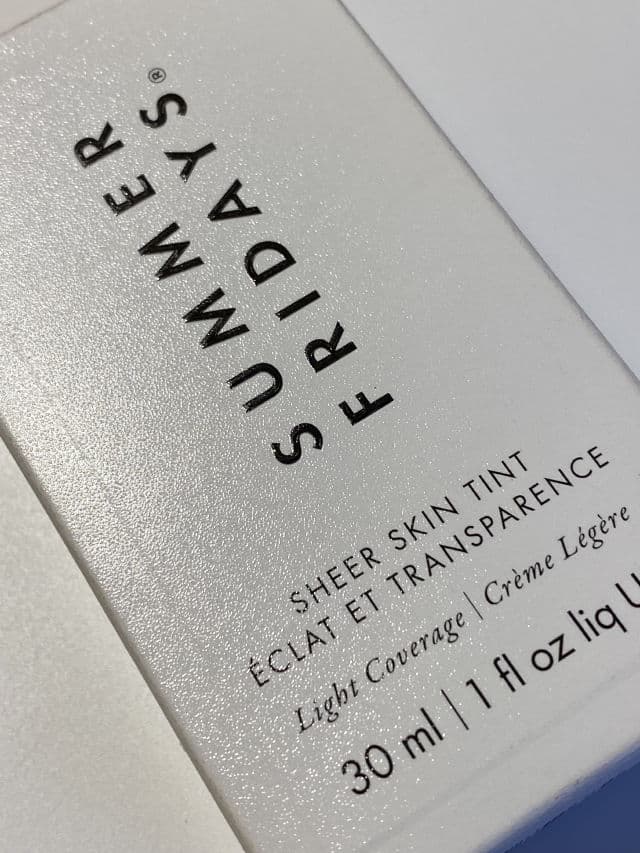 SUMMER
FRIDAYS®
SHEER SKIN TINT
ÉCLAT ET TRANSPARENCE
Light Coverage | Crème Légère
30 ml | 1 fl oz liq U